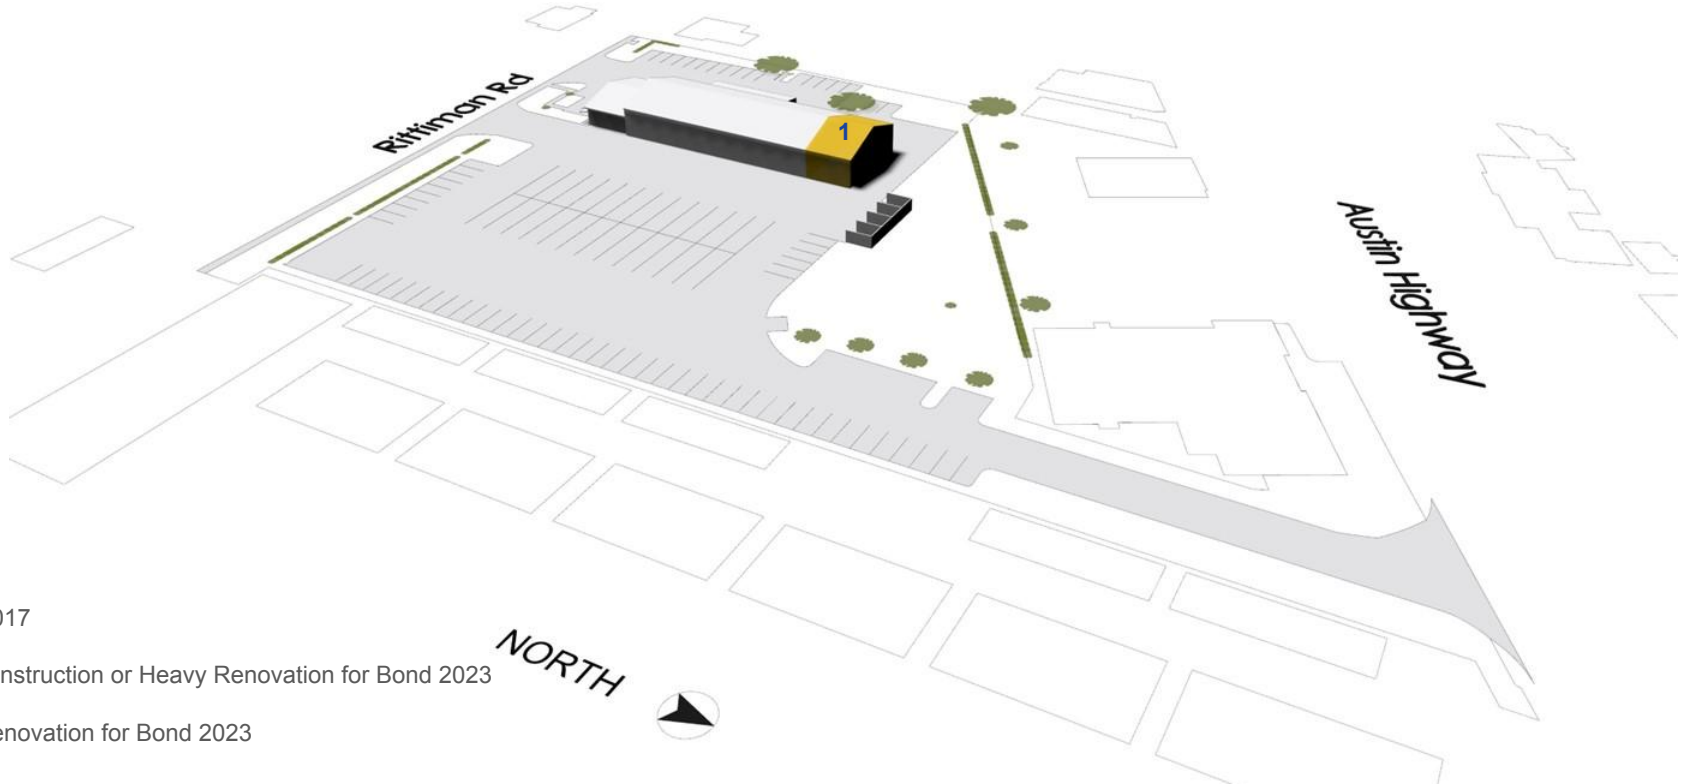 Rittiman Rd
1
Austin Highway
017
nstruction or Heavy Renovation for Bond 2023
enovation for Bond 2023
NORTH